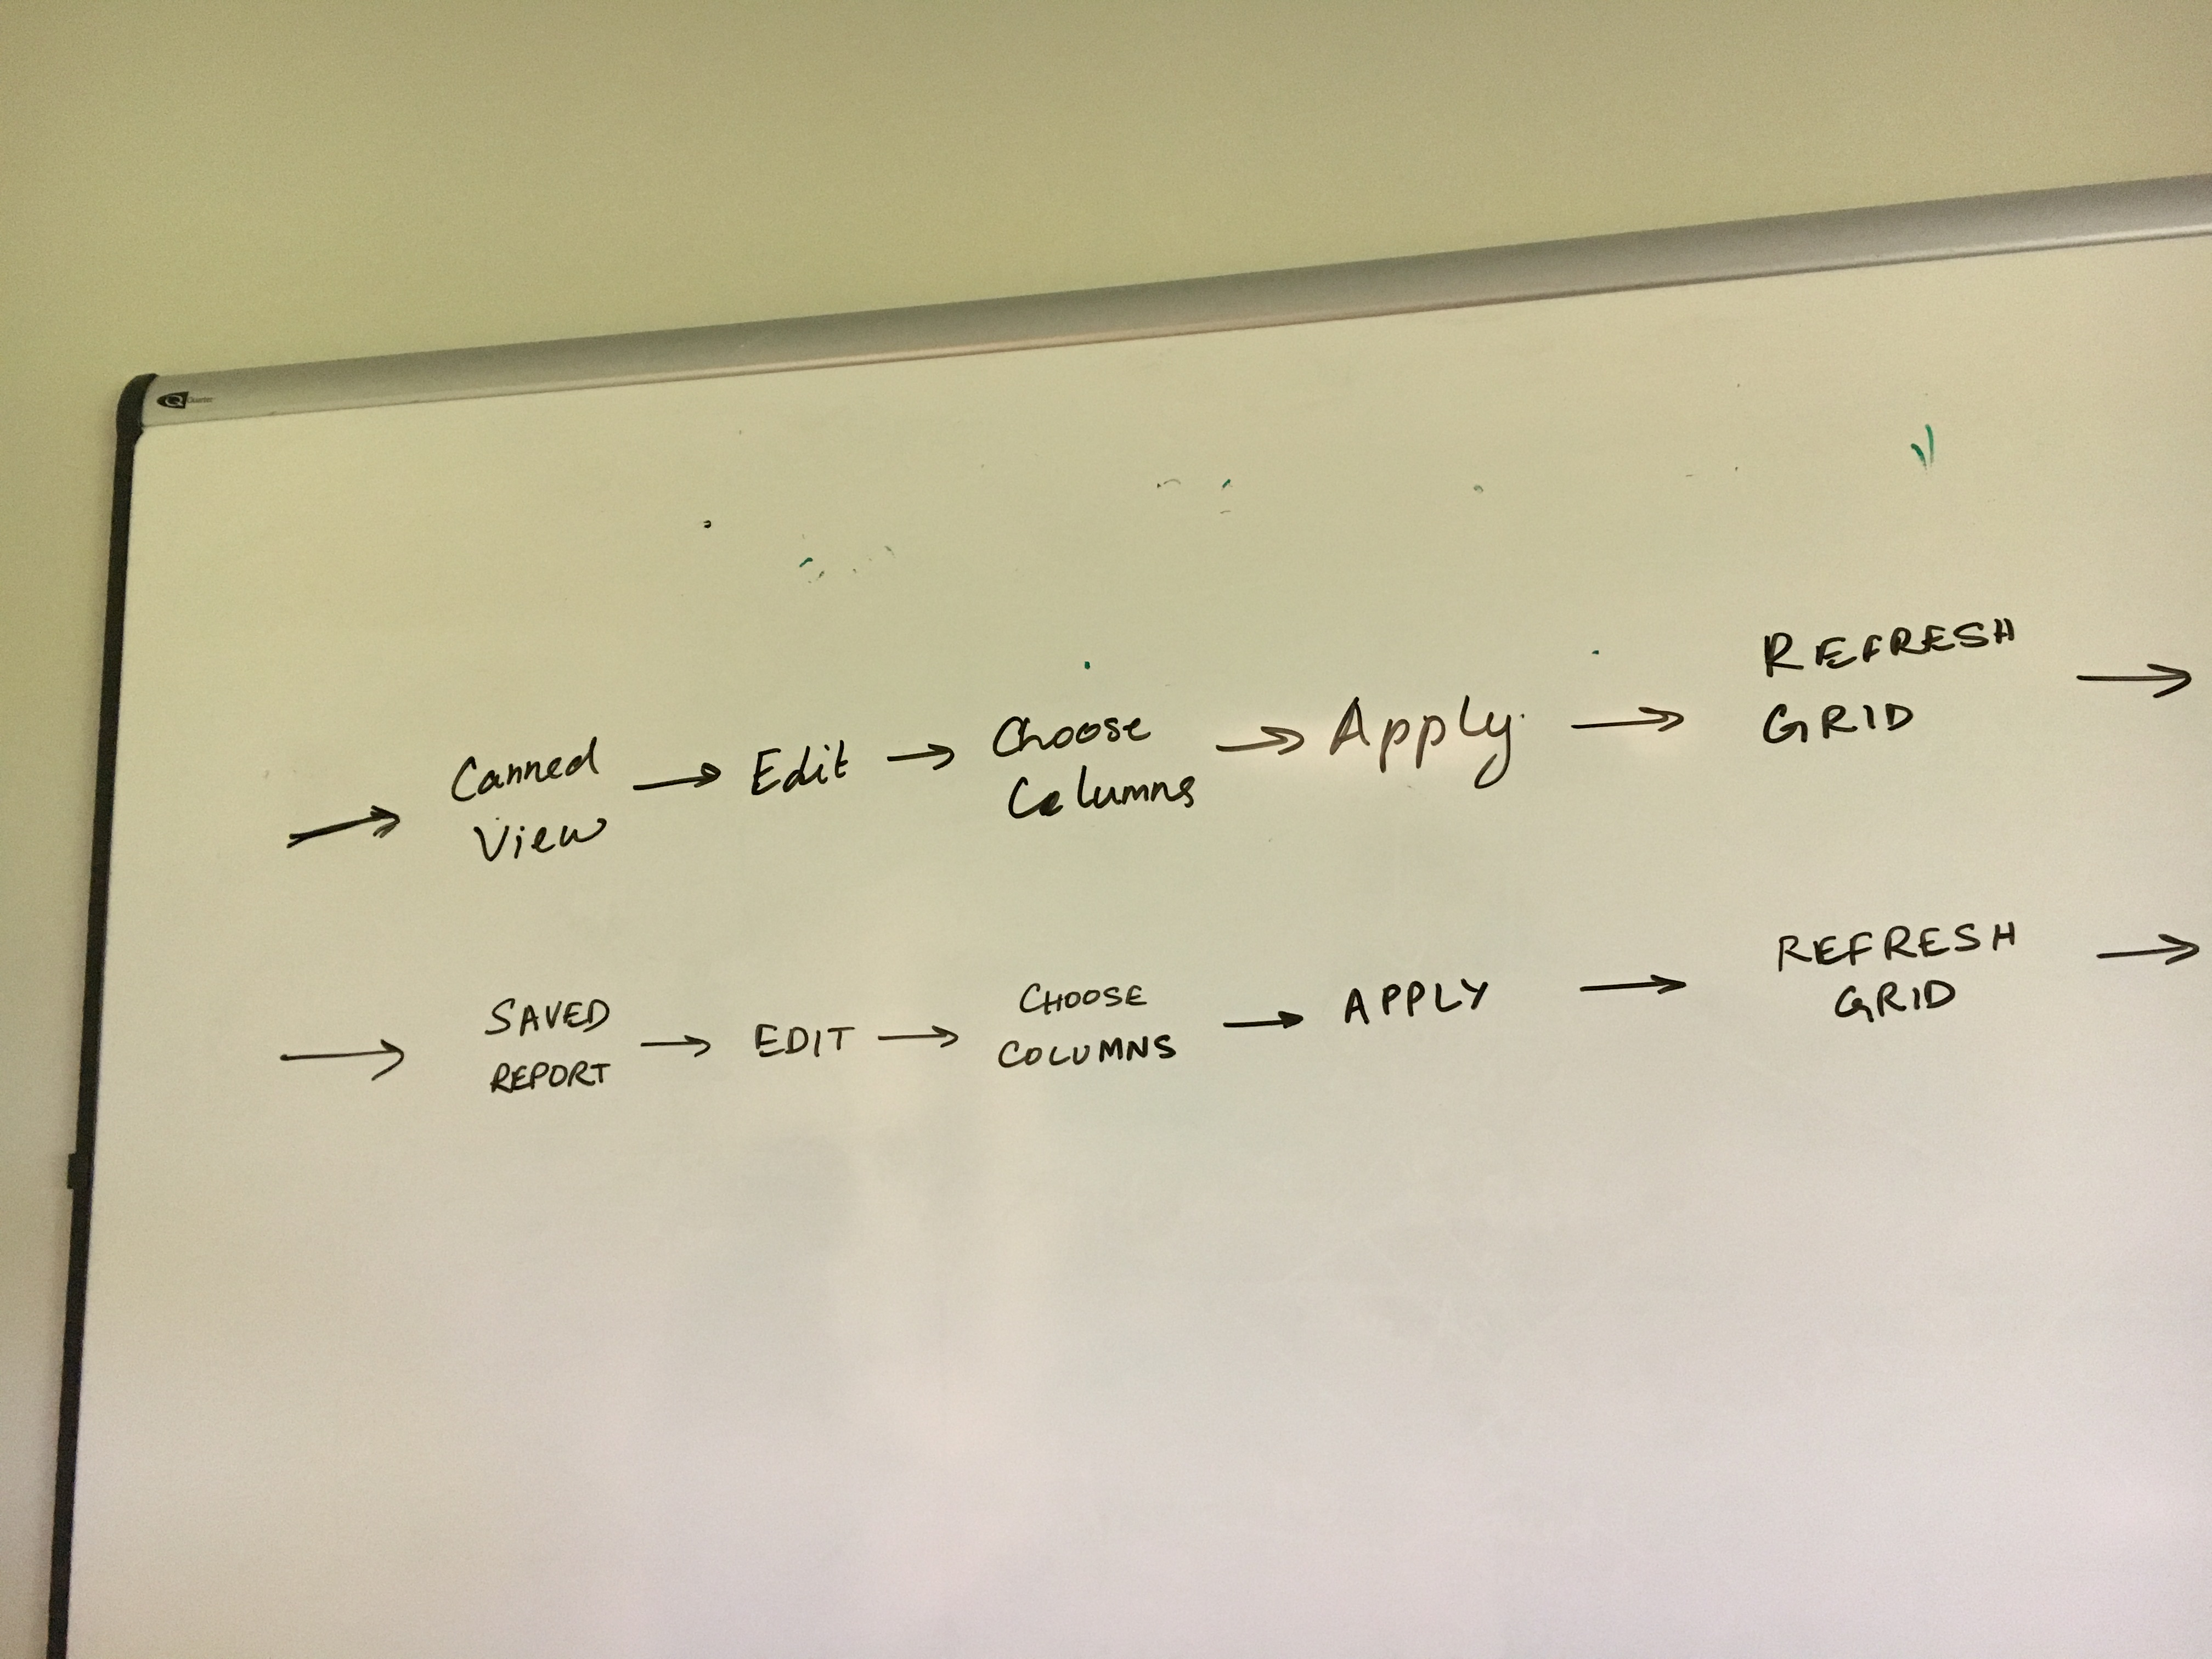 Quartet
Canned View → Edit → Choose Columns → Apply → REFRESH GRID →
→ SAVED REPORT → EDIT → CHOOSE COLUMNS → APPLY → REFRESH GRID →